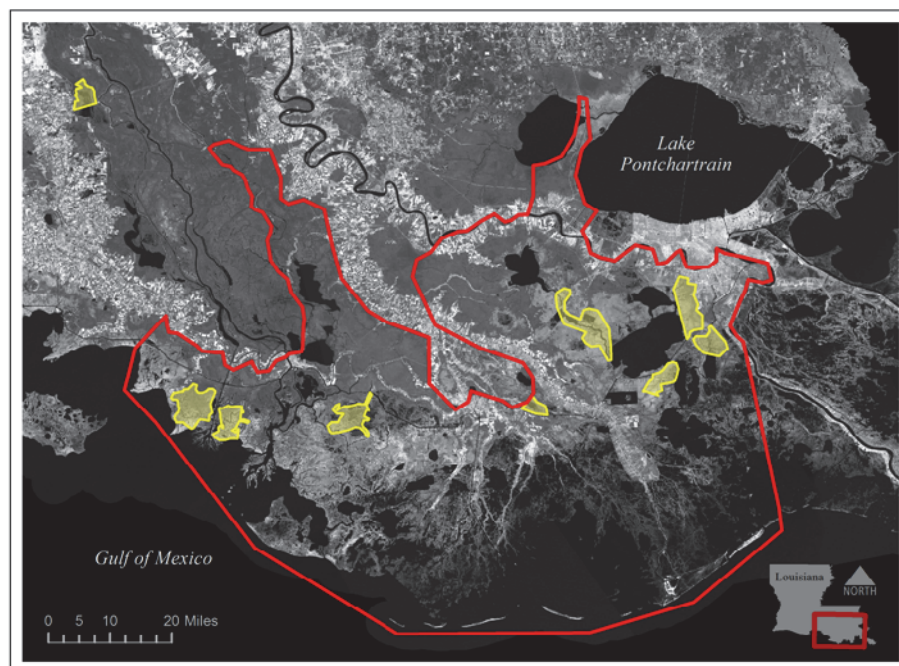 Lake
Pontchartrain
Gulf of Mexico
0 5 10 20 Miles
Louisiana
NORTH